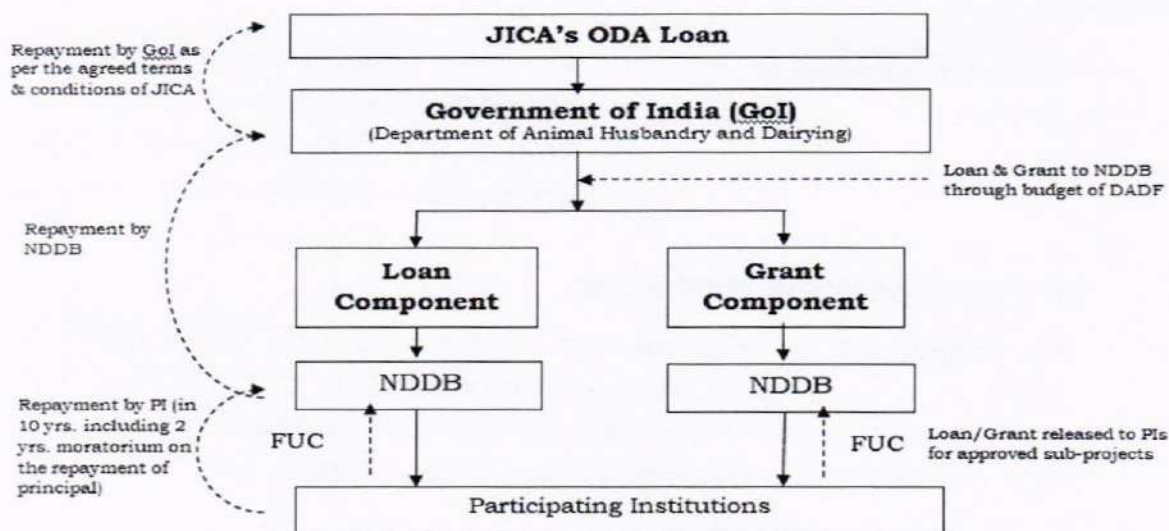 JICA's ODA Loan
Repayment by GoI as
per the agreed terms
& conditions of JICA
Government of India (GoI)
(Department of Animal Husbandry and Dairying)
Loan & Grant to NDDB
through budget of DADF
Repayment by
NDDB
Loan
Component
Grant
Component
NDDB
NDDB
Repayment by PI (in
10 yrs. including 2
yrs. moratorium on
the repayment of
principal)
FUC
FUC
Loan/Grant released to PIs
for approved sub-projects
Participating Institutions